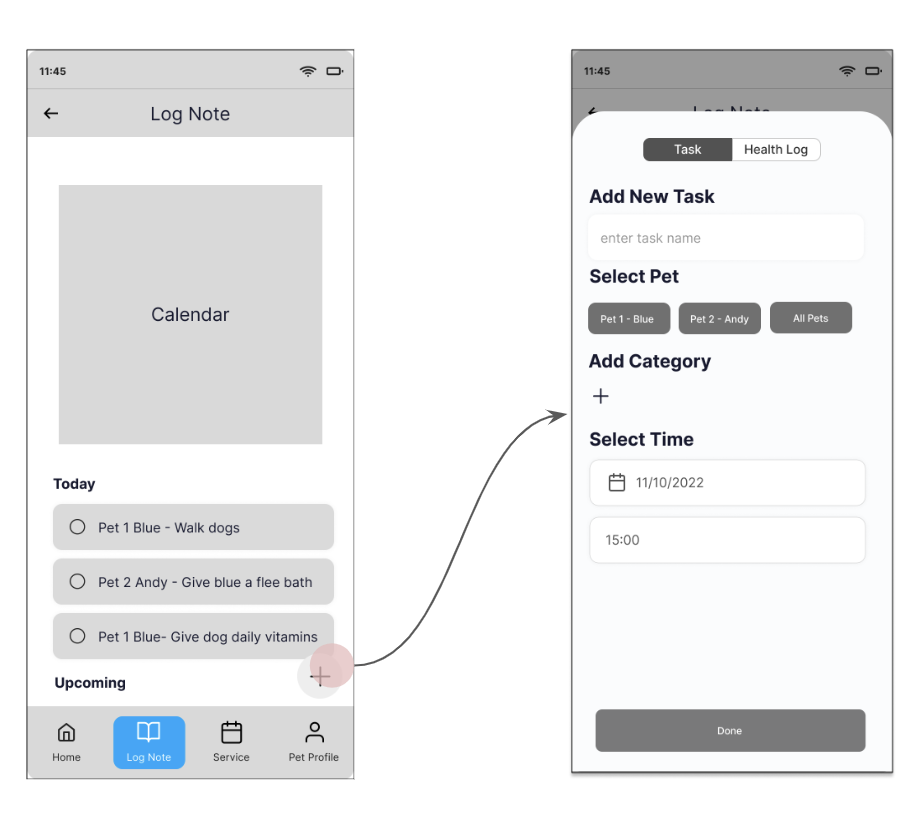 11:45
Log Note
Calendar
Today
Pet 1 Blue - Walk dogs
Pet 2 Andy - Give blue a flee bath
Pet 1 Blue- Give dog daily vitamins
Upcoming
Home
Log Note
Service
Pet Profile
11:45
Log Note
Task
Health Log
Add New Task
enter task name
Select Pet
Pet 1 - Blue
Pet 2 - Andy
All Pets
Add Category
Select Time
11/10/2022
15:00
Done